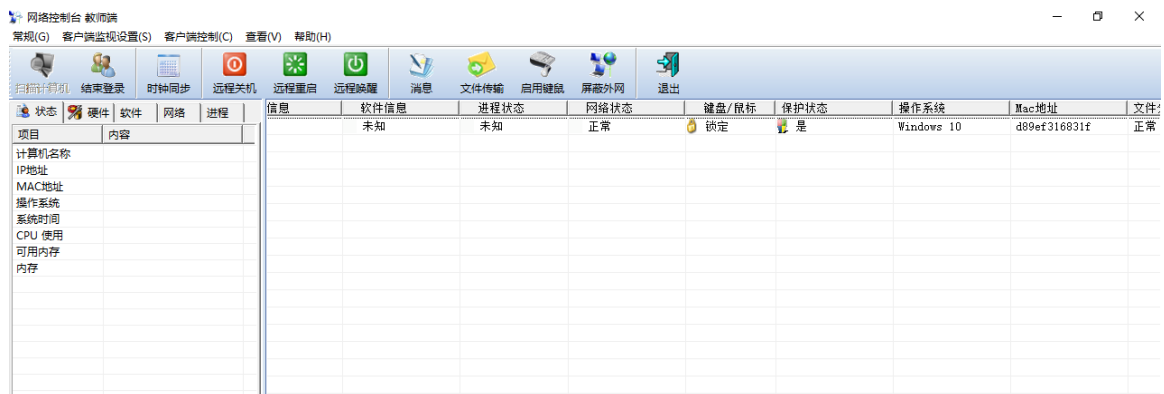 网络控制台 教师端
常规(G) 客户端监视设置(S) 客户端控制(C) 查看(V) 帮助(H)
扫描计算机 结束登录 时钟同步 远程关机 远程重启 远程唤醒 消息 文件传输 启用键鼠 屏蔽外网 退出
状态 硬件 软件 网络 进程 信息 软件信息 进程状态 网络状态 键盘/鼠标 保护状态 操作系统 Mac地址 文件
未知 未知 正常 锁定 是 Windows 10 d89ef316831f 正常
项目 内容
计算机名称
IP地址
MAC地址
操作系统
系统时间
CPU 使用
可用内存
内存